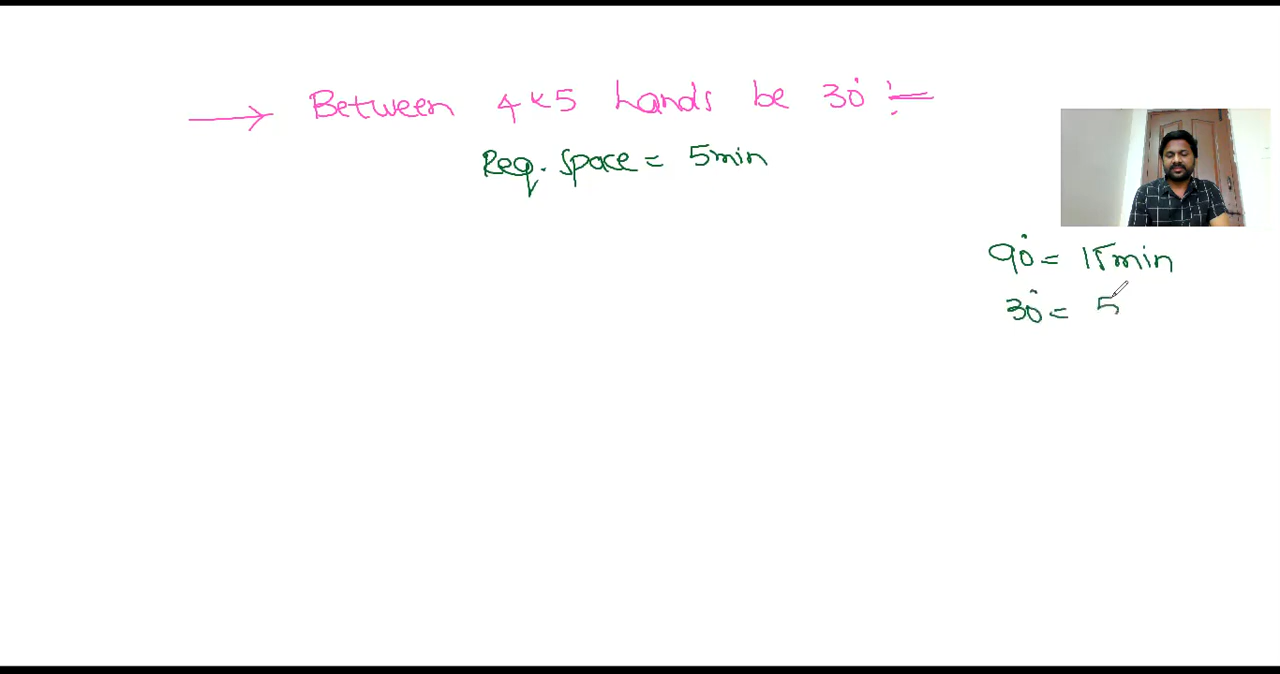 → Between 4 & 5 hands be 30° :-
Req. Space = 5min
90° = 15min
30° = 5